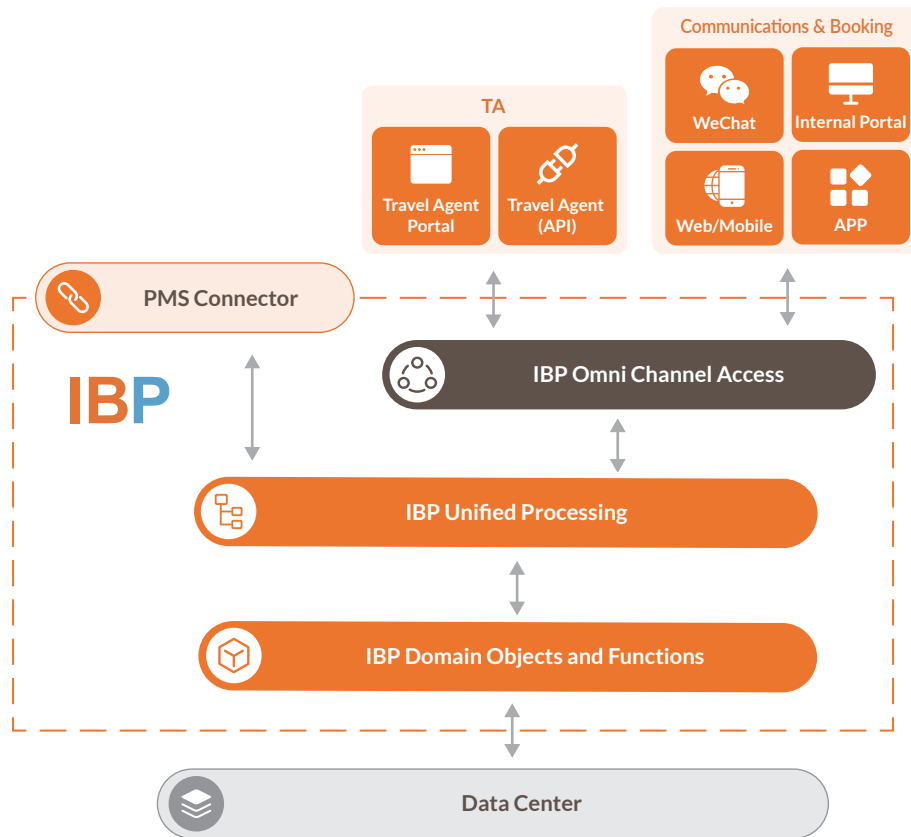 Communications & Booking
WeChat
Internal Portal
Web/Mobile
APP
TA
Travel Agent
Portal
Travel Agent
(API)
PMS Connector
IBP
IBP Omni Channel Access
IBP Unified Processing
IBP Domain Objects and Functions
Data Center